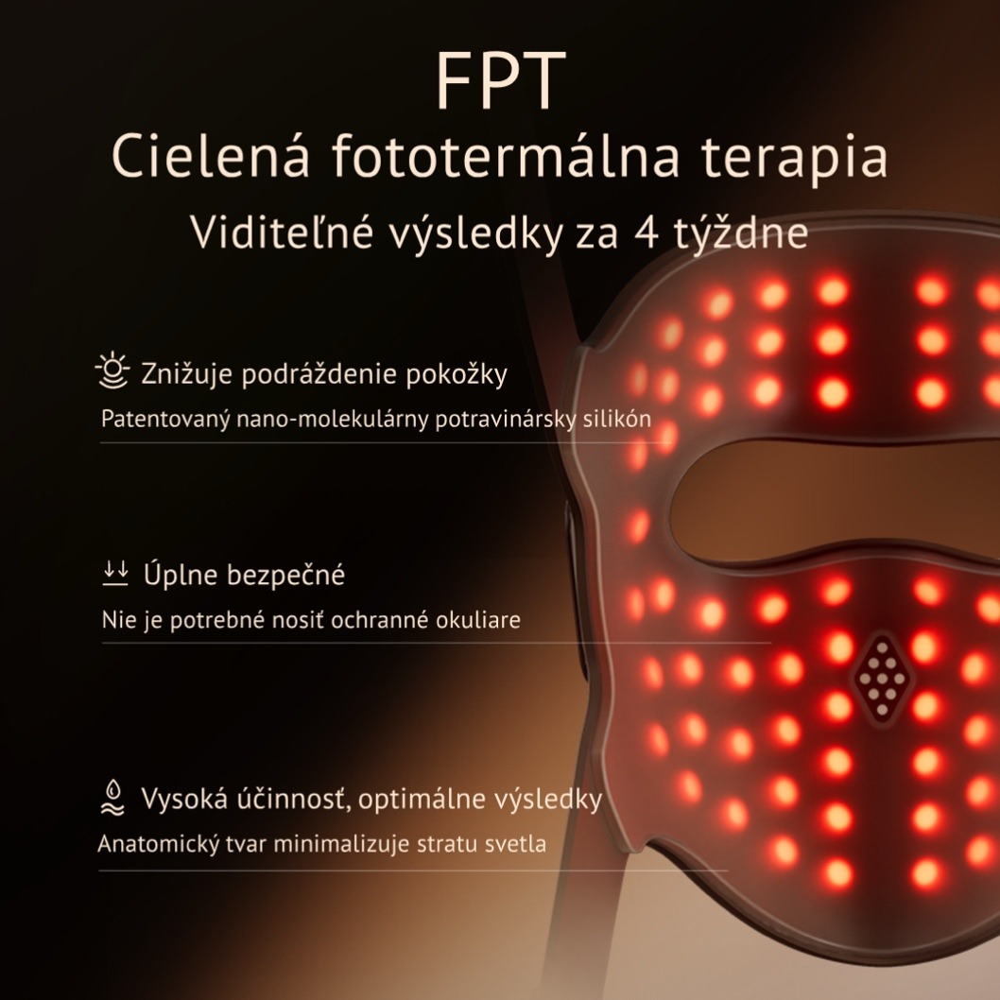 FPT
Cielená fototermálna terapia
Viditeľné výsledky za 4 týždne
Znižuje podráždenie pokožky
Patentovaný nano-molekulárny potravinársky silikón
Úplne bezpečné
Nie je potrebné nosiť ochranné okuliare
Vysoká účinnosť, optimálne výsledky
Anatomický tvar minimalizuje stratu svetla